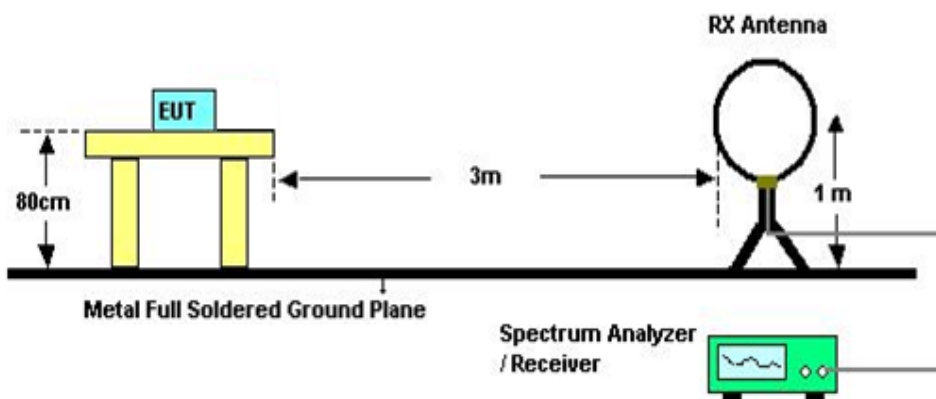 RX Antenna
EUT
80cm
3m
1 m
Metal Full Soldered Ground Plane
Spectrum Analyzer
/ Receiver